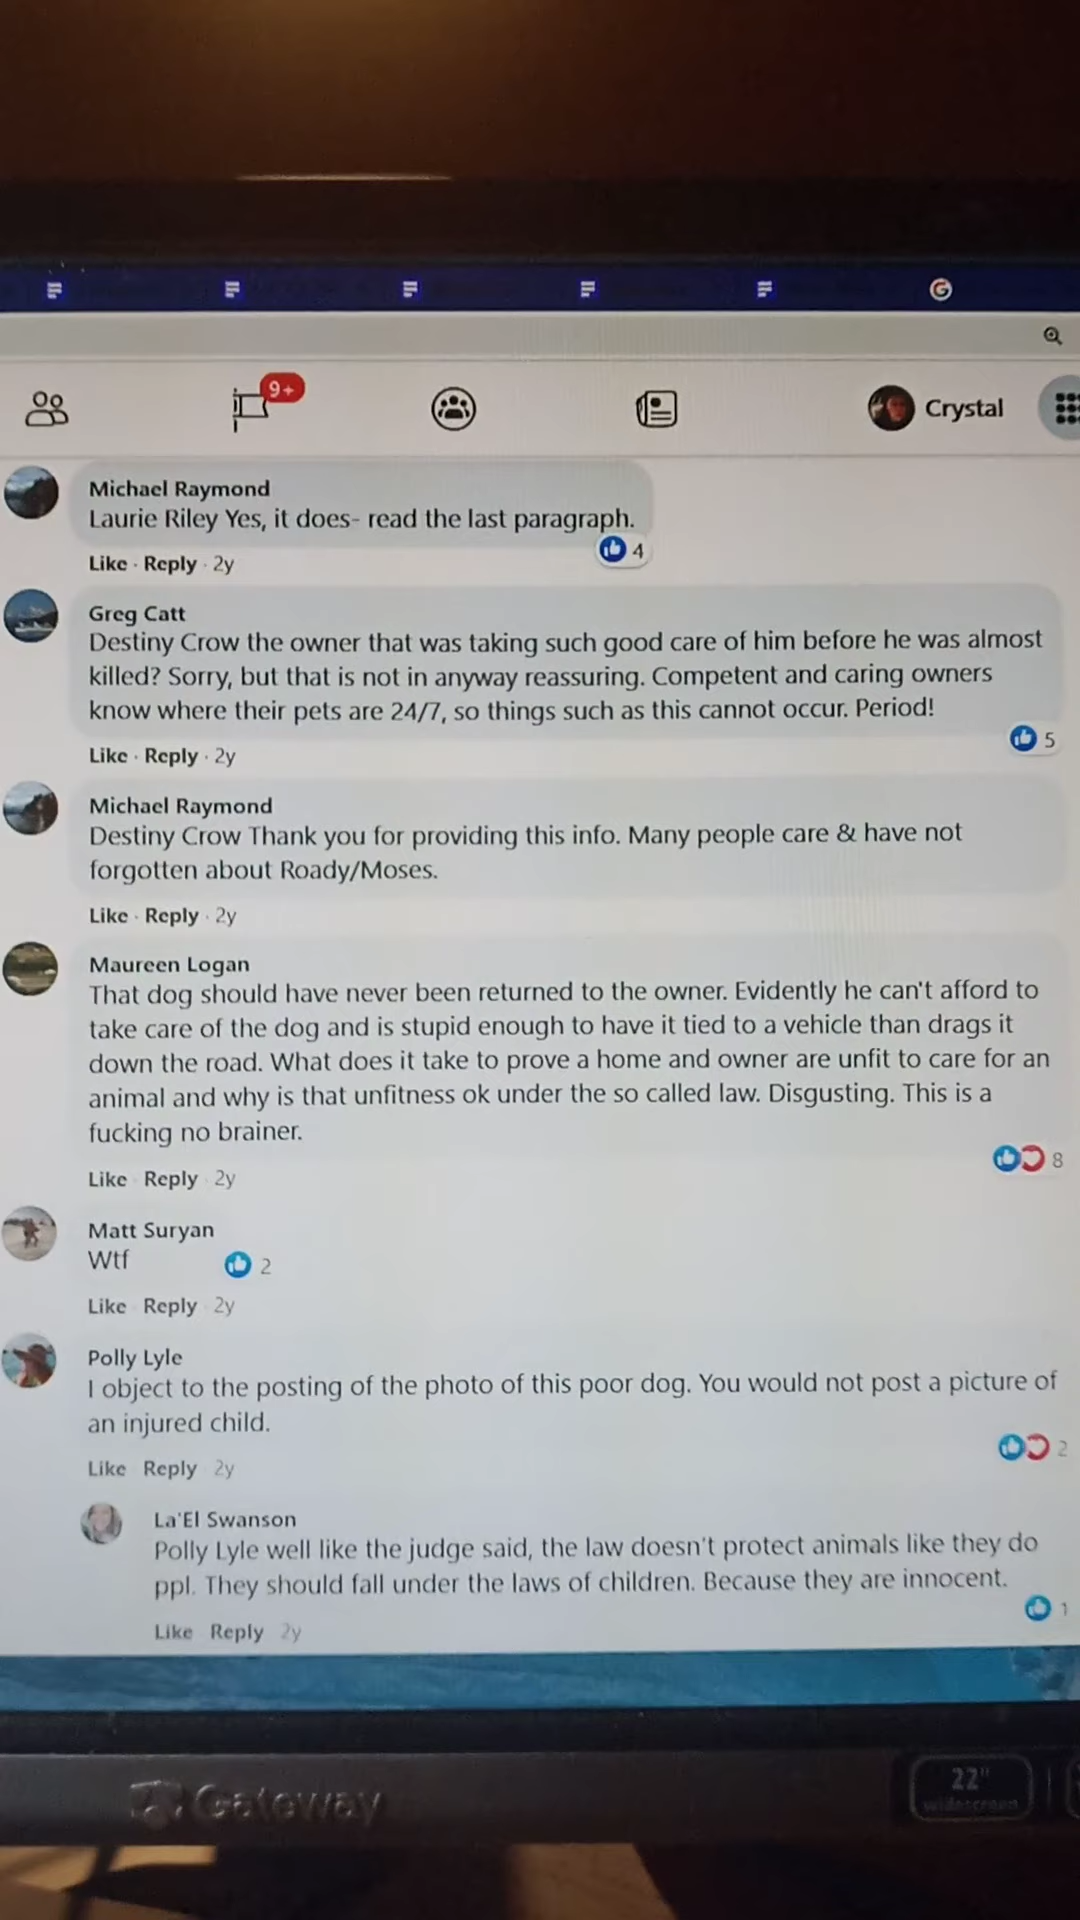 9+
Crystal
Michael Raymond
Laurie Riley Yes, it does- read the last paragraph.
4
Like · Reply · 2y
Greg Catt
Destiny Crow the owner that was taking such good care of him before he was almost
killed? Sorry, but that is not in anyway reassuring. Competent and caring owners
know where their pets are 24/7, so things such as this cannot occur. Period!
5
Like · Reply · 2y
Michael Raymond
Destiny Crow Thank you for providing this info. Many people care & have not
forgotten about Roady/Moses.
Like · Reply · 2y
Maureen Logan
That dog should have never been returned to the owner. Evidently he can't afford to
take care of the dog and is stupid enough to have it tied to a vehicle than drags it
down the road. What does it take to prove a home and owner are unfit to care for an
animal and why is that unfitness ok under the so called law. Disgusting. This is a
fucking no brainer.
8
Like Reply 2y
Matt Suryan
Wtf 2
Like Reply 2y
Polly Lyle
I object to the posting of the photo of this poor dog. You would not post a picture of
an injured child.
2
Like Reply 2y
La'El Swanson
Polly Lyle well like the judge said, the law doesn't protect animals like they do
ppl. They should fall under the laws of children. Because they are innocent.
1
Like Reply 2y
Gateway
22"
widescreen